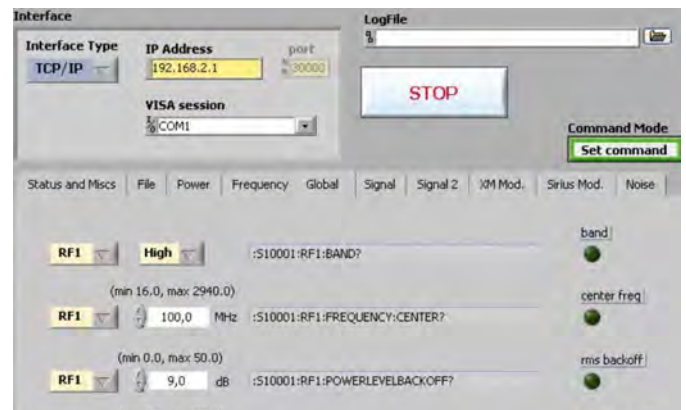 Interface
LogFile
Interface Type
IP Address
port
TCP/IP
192.168.2.1
30000
STOP
VISA session
COM1
Command Mode
Set command
Status and Miscs File Power Frequency Global Signal Signal 2 XM Mod. Sirius Mod. Noise
band
RF1 High :S10001:RF1:BAND?
(min 16.0, max 2940.0)
center freq
RF1 100,0 MHz :S10001:RF1:FREQUENCY:CENTER?
(min 0.0, max 50.0)
rms backoff
RF1 9,0 dB :S10001:RF1:POWERLEVELBACKOFF?